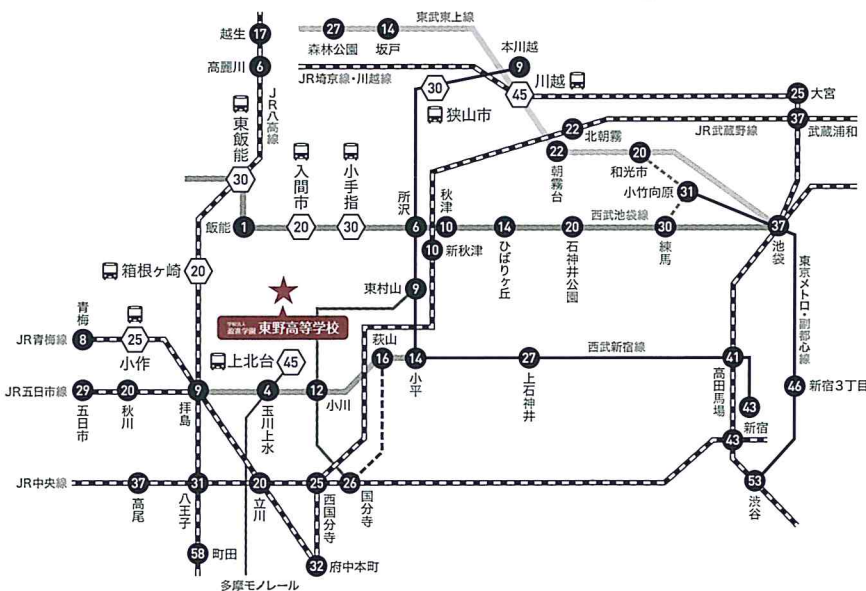 越生
17
高麗川
6
JR八高線
森林公園
27
坂戸
14
東武東上線
JR埼京線・川越線
本川越
9
川越
45
狭山市
30
大宮
25
武蔵浦和
37
JR武蔵野線
北朝霞
22
朝霞台
22
和光市
20
小竹向原
31
東飯能
30
飯能
1
入間市
20
小手指
30
所沢
6
秋津
10
新秋津
10
ひばりヶ丘
14
石神井公園
20
練馬
30
西武池袋線
池袋
37
東京メトロ・副都心線
箱根ヶ崎
20
東村山
9
学校法人
盈進学園 東野高等学校
JR青梅線
青梅
8
小作
25
上北台
45
萩山
16
小平
14
上石神井
27
西武新宿線
高田馬場
41
新宿
43
新宿3丁目
46
JR五日市線
五日市
29
秋川
20
拝島
9
玉川上水
4
小川
12
43
渋谷
53
JR中央線
高尾
37
八王子
31
立川
20
西国分寺
25
国分寺
26
町田
58
府中本町
32
多摩モノレール